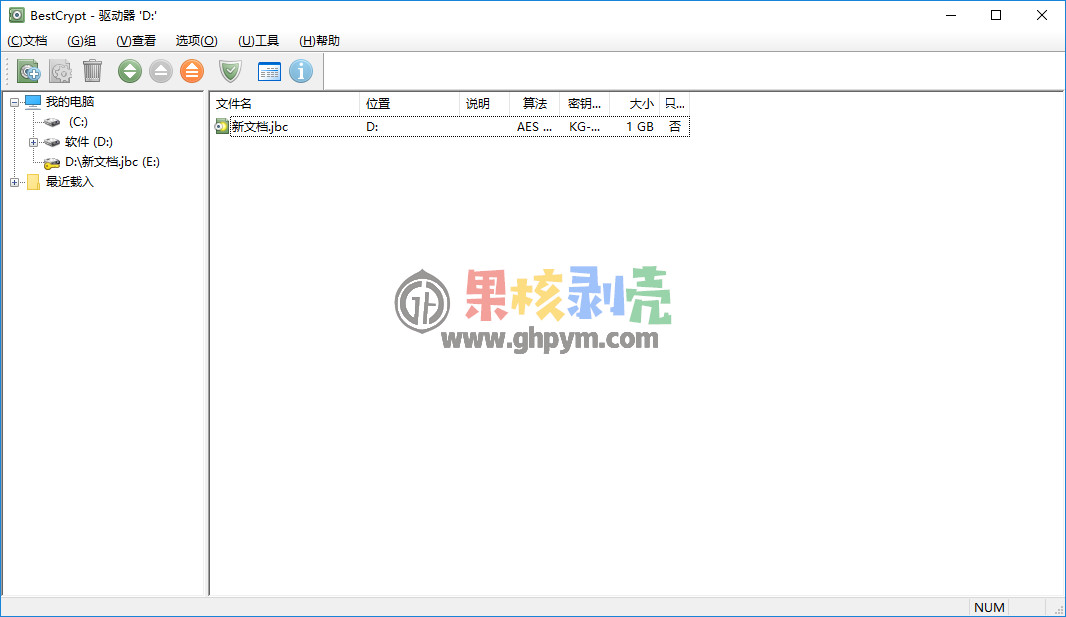 BestCrypt - 驱动器 'D:'
(C)文档 (G)组 (V)查看 选项(O) (U)工具 (H)帮助
我的电脑
(C:)
软件 (D:)
D:\新文档.jbc (E:)
最近载入
文件名 位置 说明 算法 密钥... 大小 只...
新文档.jbc D: AES ... KG-... 1 GB 否
果核剥壳
www.ghpym.com
NUM